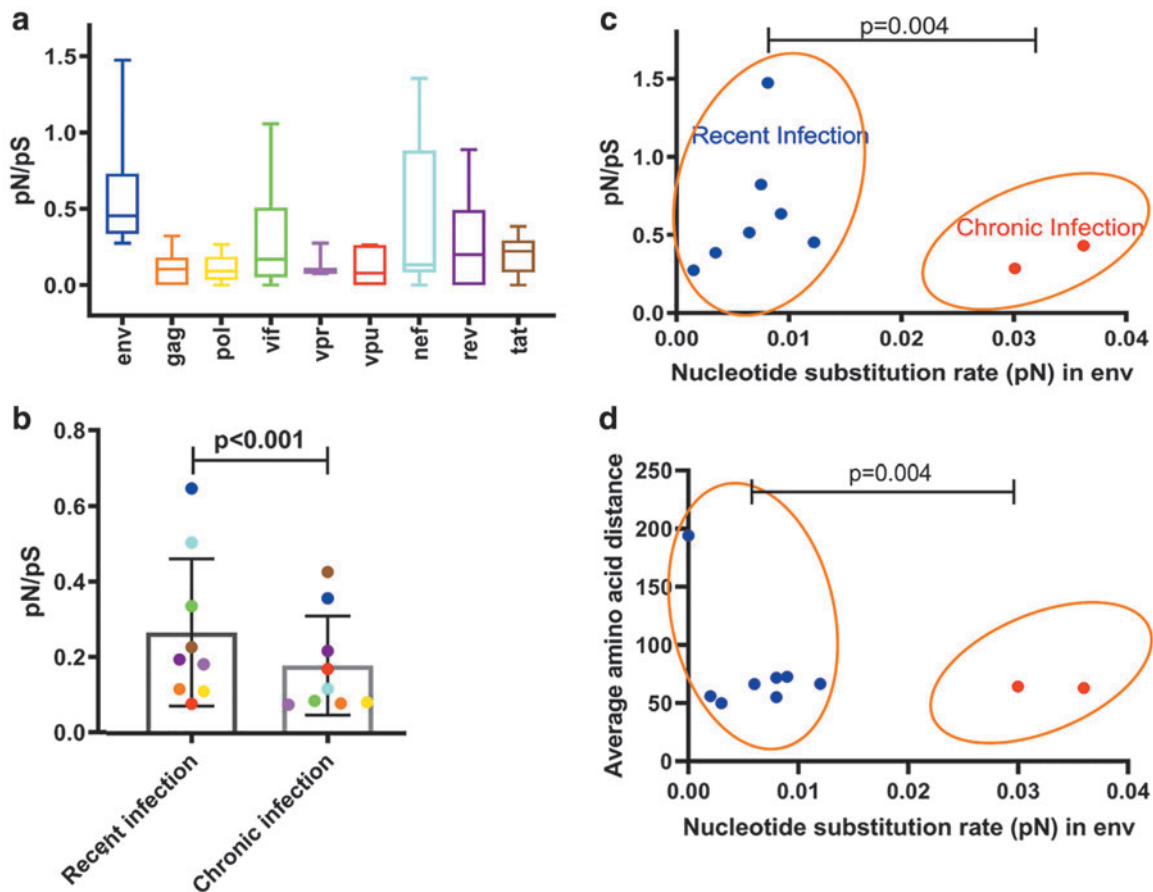 a
1.5
1.0
0.5
0.0
pN/pS
env
gag
pol
vif
vpr
vpu
nef
rev
tat
b
p<0.001
0.8
0.6
0.4
0.2
0.0
pN/pS
Recent infection
Chronic infection
c
p=0.004
1.5
1.0
0.5
0.0
pN/pS
Recent Infection
Chronic Infection
0.00 0.01 0.02 0.03 0.04
Nucleotide substitution rate (pN) in env
d
p=0.004
250
200
150
100
50
0
Average amino acid distance
0.00 0.01 0.02 0.03 0.04
Nucleotide substitution rate (pN) in env